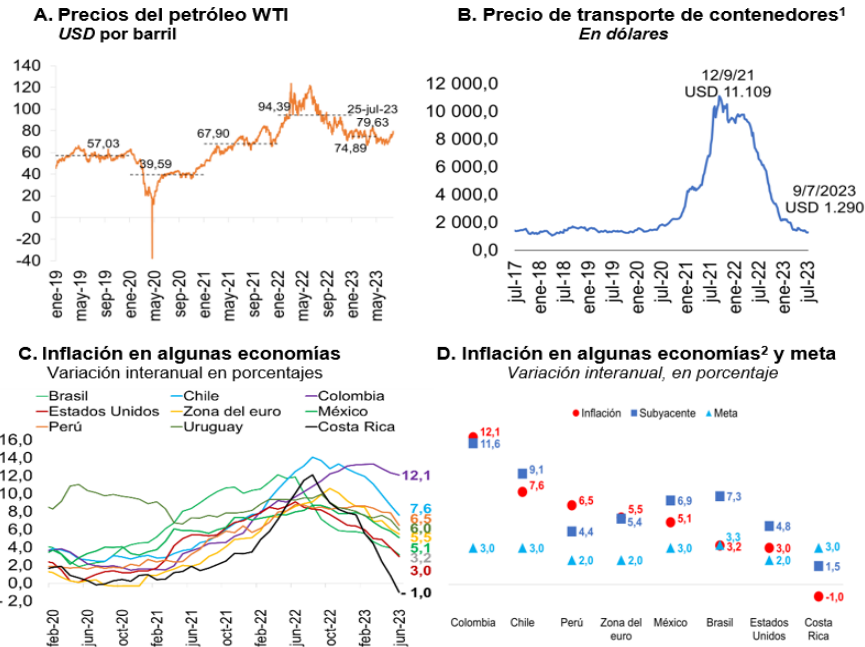 A. Precios del petróleo WTI
USD por barril
140
120
100
80
60
40
20
0
-20
-40
57,03
39,59
67,90
94,39
25-jul-23
79,63
74,89
ene-19
may-19
sep-19
ene-20
may-20
sep-20
ene-21
may-21
sep-21
ene-22
may-22
sep-22
ene-23
may-23
B. Precio de transporte de contenedores¹
En dólares
12 000,0
10 000,0
8 000,0
6 000,0
4 000,0
2 000,0
0,0
12/9/21
USD 11.109
9/7/2023
USD 1.290
jul-17
ene-18
jul-18
ene-19
jul-19
ene-20
jul-20
ene-21
jul-21
ene-22
jul-22
ene-23
jul-23
C. Inflación en algunas economías
Variación interanual en porcentajes
Brasil Chile Colombia
Estados Unidos Zona del euro México
Perú Uruguay Costa Rica
16,0
14,0
12,0
10,0
8,0
6,0
4,0
2,0
0,0
- 2,0
12,1
7,6
6,5
6,0
5,5
5,1
3,2
3,0
- 1,0
feb-20
jun-20
oct-20
feb-21
jun-21
oct-21
feb-22
jun-22
oct-22
feb-23
jun-23
D. Inflación en algunas economías² y meta
Variación interanual, en porcentaje
Inflación Subyacente Meta
12,1
11,6
3,0
9,1
7,6
3,0
6,5
4,4
2,0
5,5
5,4
2,0
6,9
5,1
3,0
7,3
3,3
3,2
4,8
3,0
2,0
3,0
1,5
-1,0
Colombia
Chile
Perú
Zona del
euro
México
Brasil
Estados
Unidos
Costa
Rica